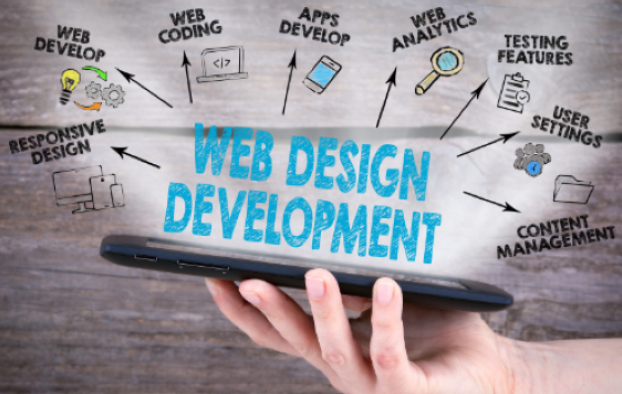 WEB
DEVELOP
WEB
CODING
APPS
DEVELOP
WEB
ANALYTICS
TESTING
FEATURES
RESPONSIVE
DESIGN
USER
SETTINGS
WEB DESIGN
DEVELOPMENT
CONTENT
MANAGEMENT